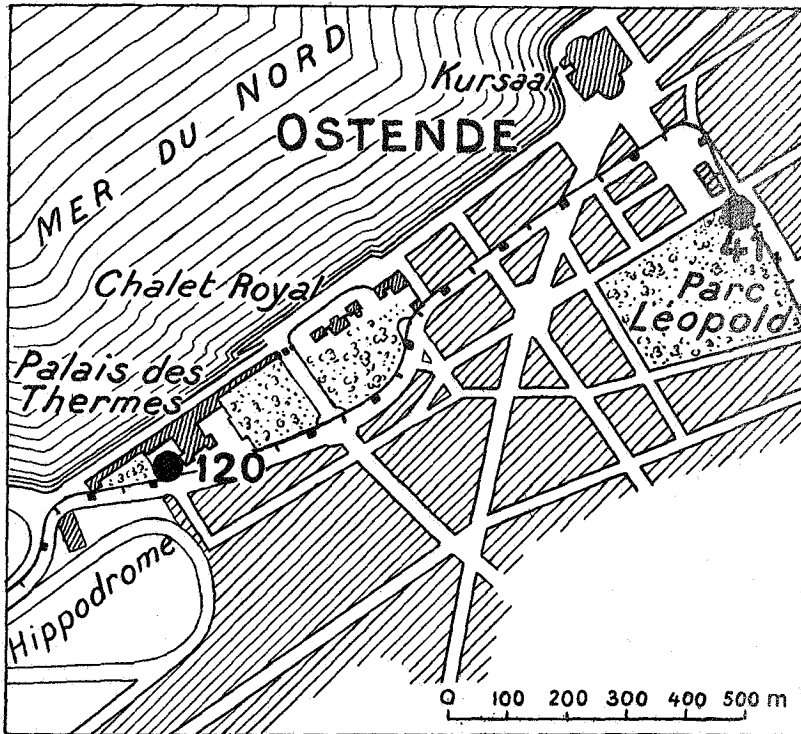 MER DU NORD
Kursaal
OSTENDE
41
Chalet Royal
Parc
Léopold
Palais des
Thermes
120
Hippodrome
0 100 200 300 400 500 m